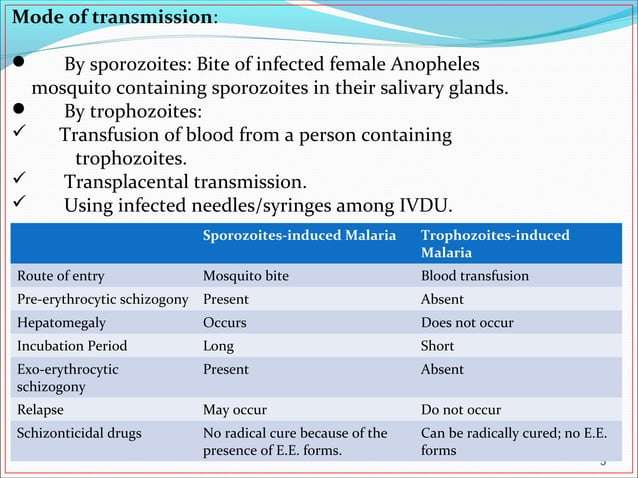 Mode of transmission:
● By sporozoites: Bite of infected female Anopheles
mosquito containing sporozoites in their salivary glands.
● By trophozoites:
✓ Transfusion of blood from a person containing
trophozoites.
✓ Transplacental transmission.
✓ Using infected needles/syringes among IVDU.
Sporozoites-induced Malaria Trophozoites-induced
Malaria
Route of entry Mosquito bite Blood transfusion
Pre-erythrocytic schizogony Present Absent
Hepatomegaly Occurs Does not occur
Incubation Period Long Short
Exo-erythrocytic Present Absent
schizogony
Relapse May occur Do not occur
Schizonticidal drugs No radical cure because of the Can be radically cured; no E.E.
presence of E.E. forms. forms